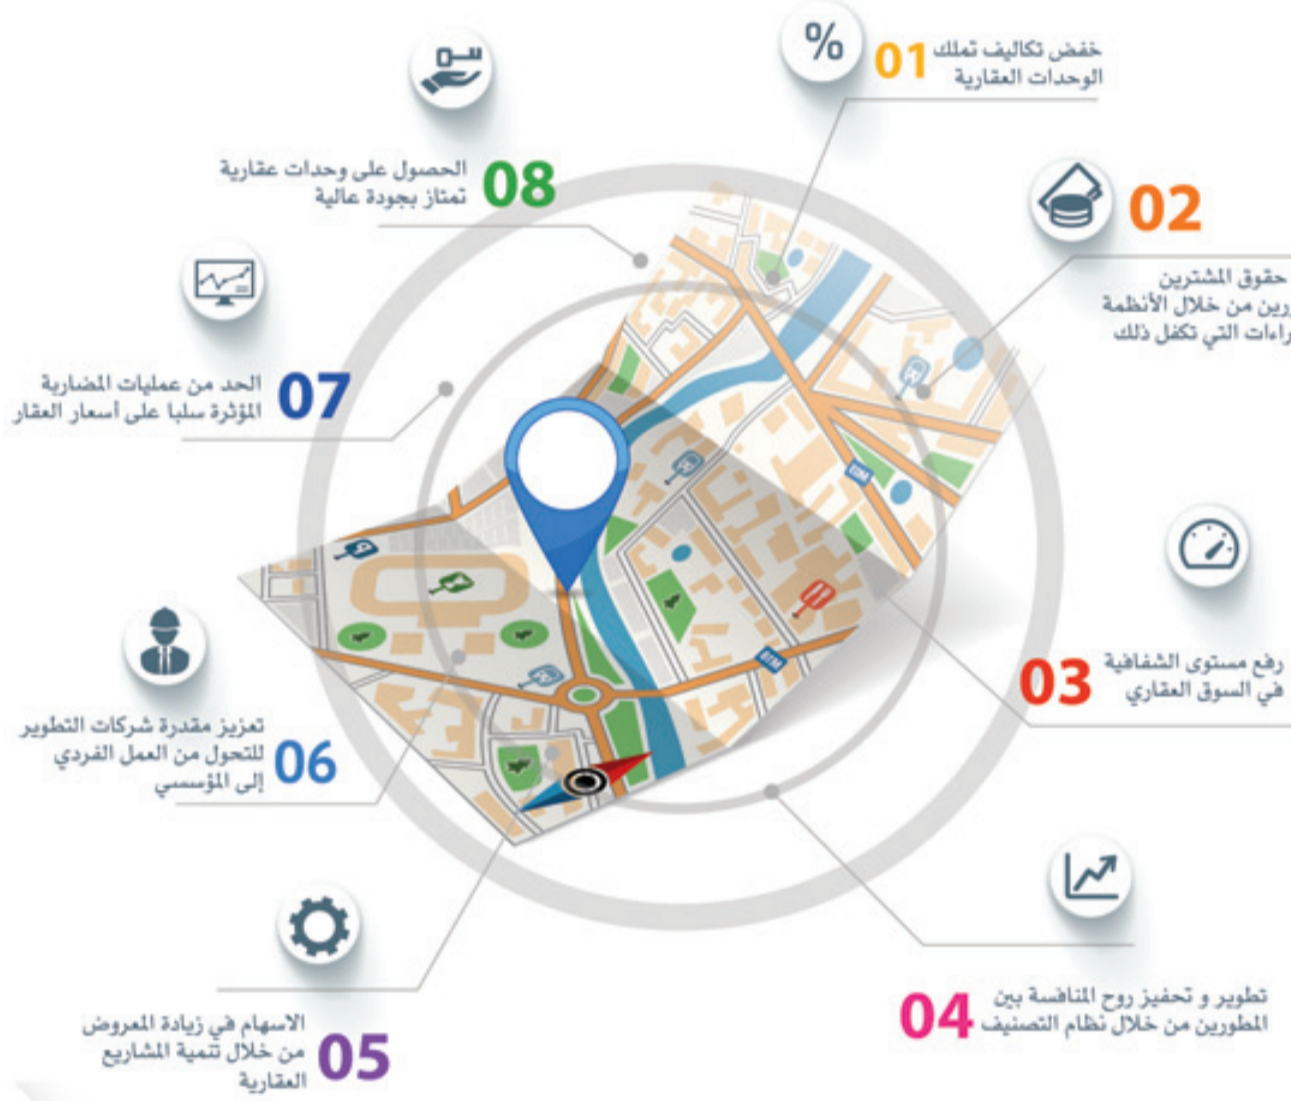 01
خفض تكاليف تملك
الوحدات العقارية
02
حقوق المشترين
من خلال الأنظمة
التي تكفل ذلك
03
رفع مستوى الشفافية
في السوق العقاري
04
تطوير و تحفيز روح المنافسة بين
المطورين من خلال نظام التصنيف
05
الاسهام في زيادة المعروض
من خلال تنمية المشاريع
العقارية
06
تعزيز مقدرة شركات التطوير
للتحول من العمل الفردي
إلى المؤسسي
07
الحد من عمليات المضاربة
المؤثرة سلبا على أسعار العقار
08
الحصول على وحدات عقارية
تمتاز بجودة عالية
%